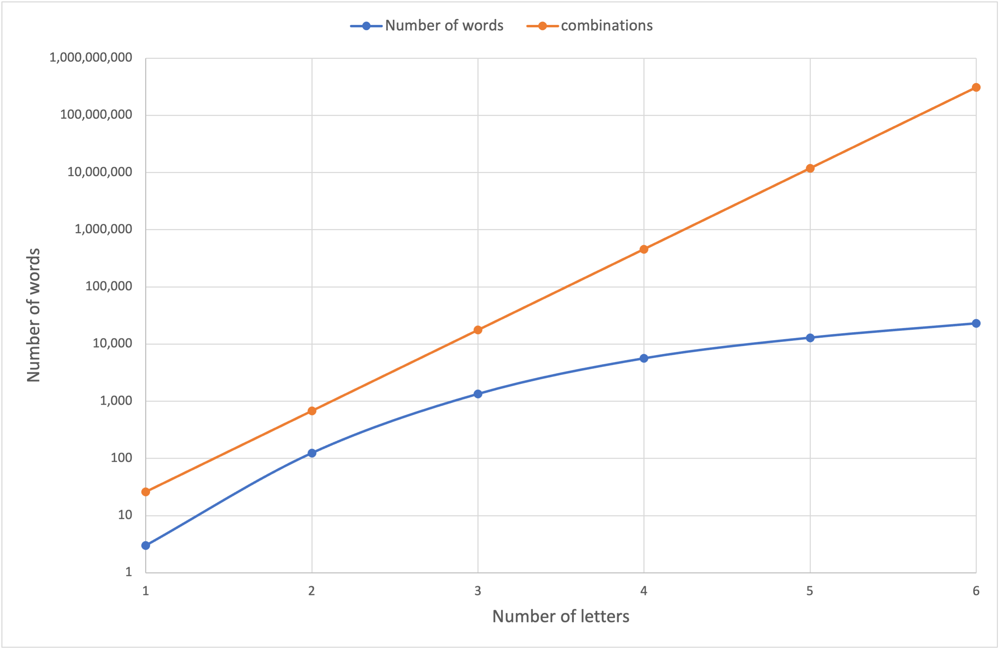 Number of words combinations
1,000,000,000
100,000,000
10,000,000
1,000,000
100,000
10,000
1,000
100
10
1
Number of words
1 2 3 4 5 6
Number of letters